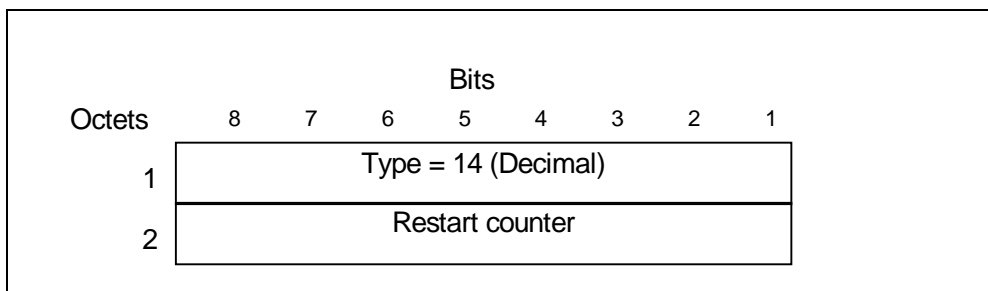 Bits
Octets 8 7 6 5 4 3 2 1
1 Type = 14 (Decimal)
2 Restart counter